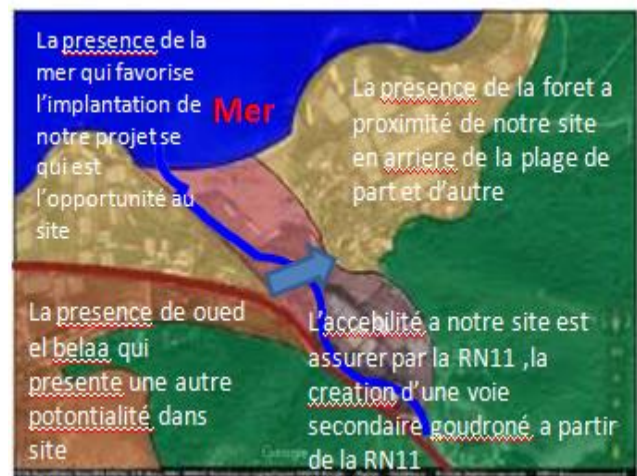 La presence de la
mer qui favorise
l'implantation de
notre projet se
qui est
l'opportunité au
site
Mer
La presence de la foret a
proximité de notre site
en arriere de la plage de
part et d'autre
La presence de oued
el belaa qui
presente une autre
potontialité dans
site
L'accebilité a notre site est
assurer par la RN11 ,la
creation d'une voie
secondaire goudroné a partir
de la RN11